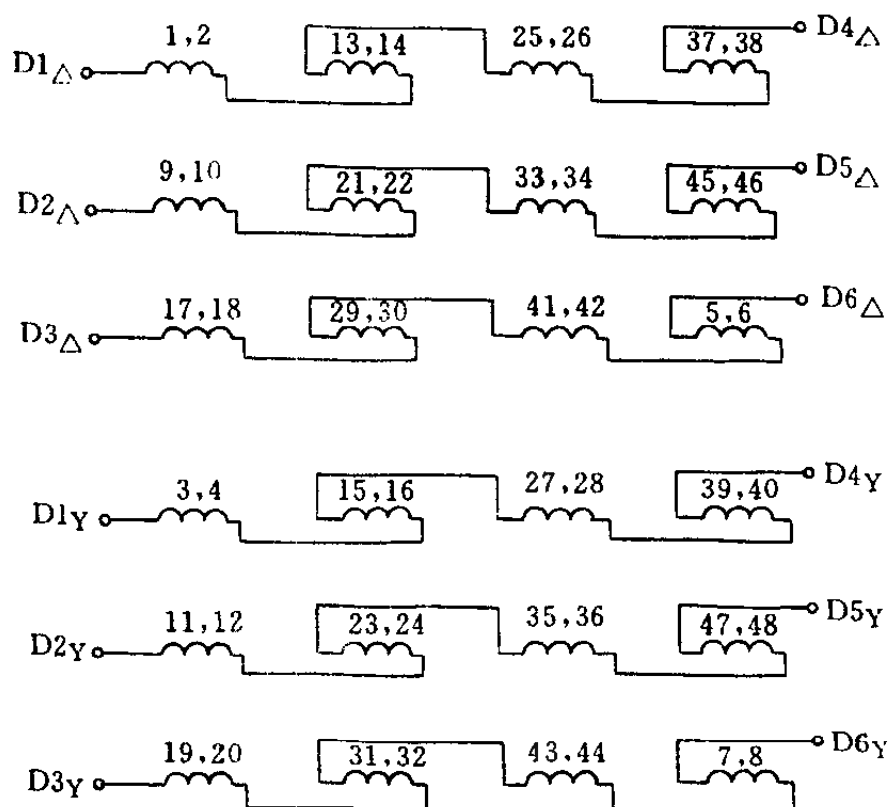 1,2 13,14 25,26 37,38 D4△
D1△
9,10 21,22 33,34 45,46 D5△
D2△
17,18 29,30 41,42 5,6 D6△
D3△
3,4 15,16 27,28 39,40 D4Y
D1Y
11,12 23,24 35,36 47,48 D5Y
D2Y
19,20 31,32 43,44 7,8 D6Y
D3Y